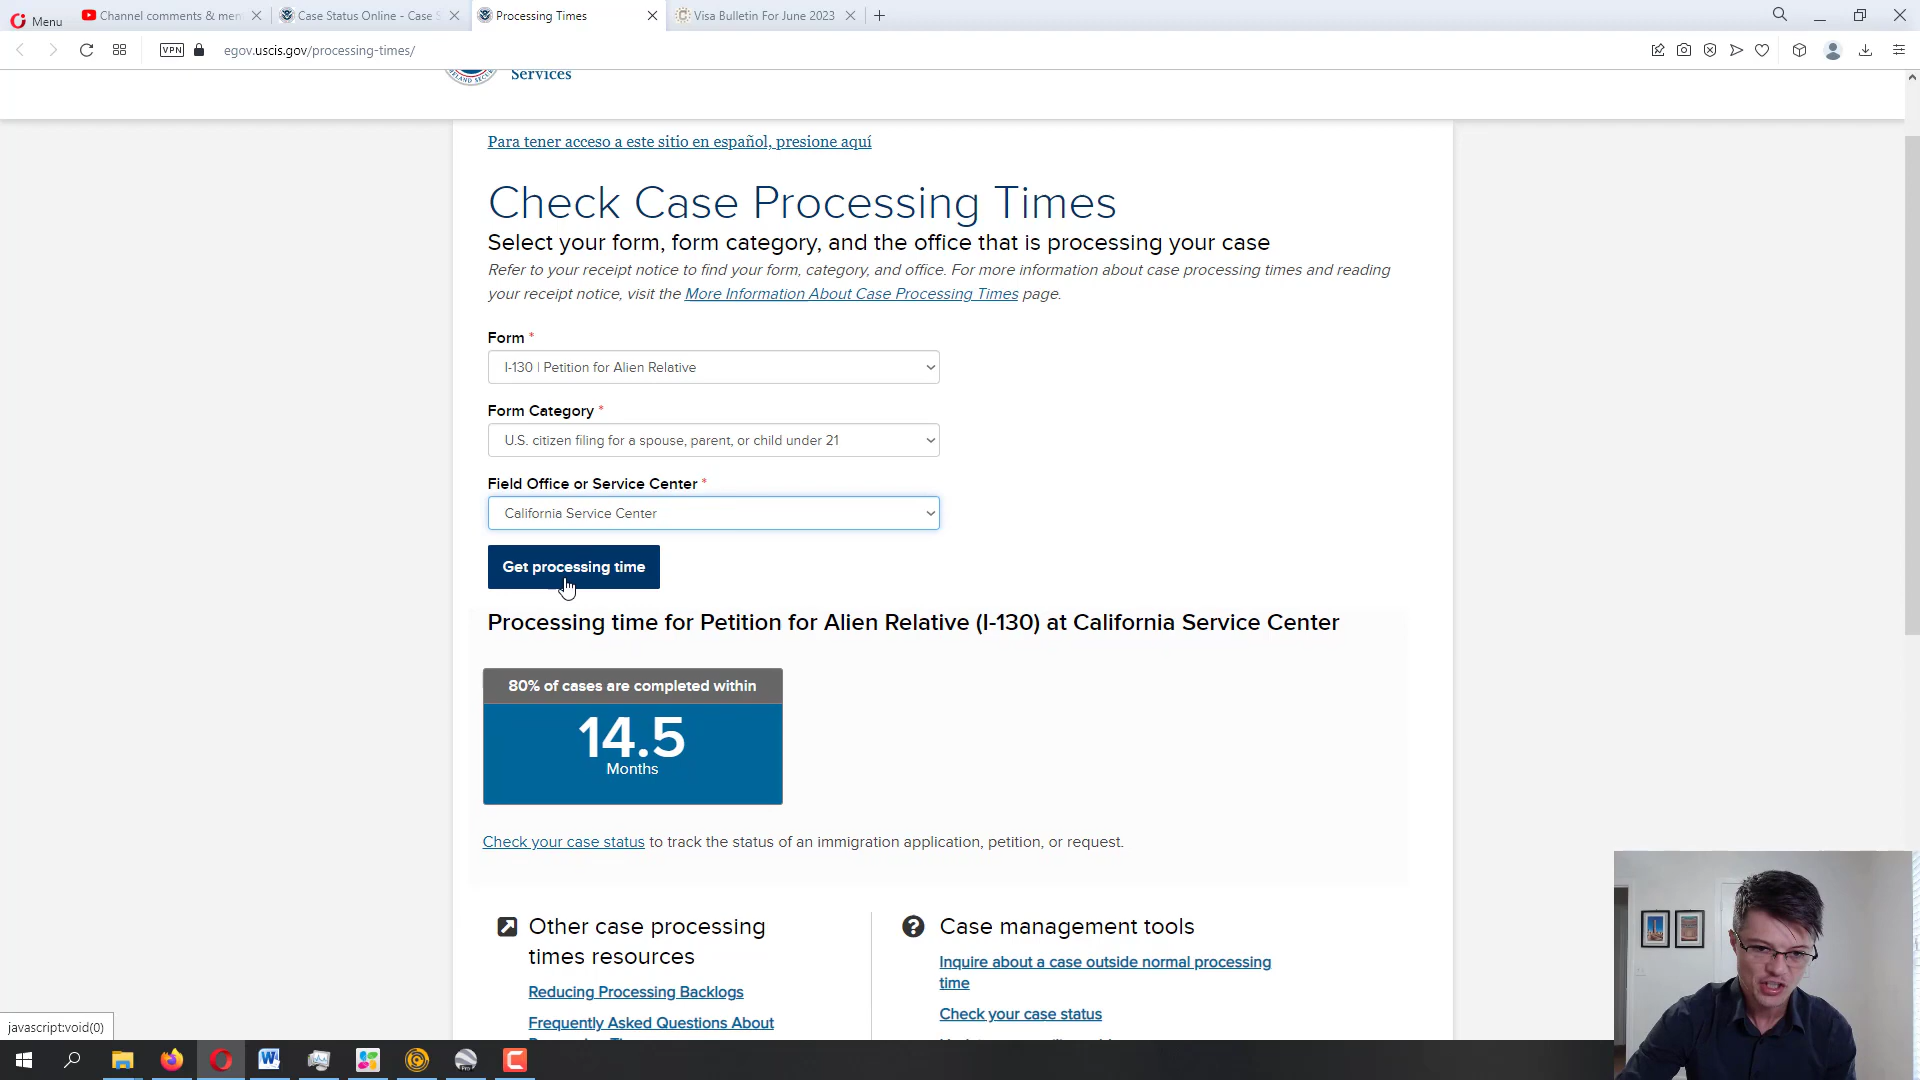 Menu
Channel comments & men
Case Status Online - Case S
Processing Times
Visa Bulletin For June 2023
VPN
egov.uscis.gov/processing-times/
Services
Para tener acceso a este sitio en español, presione aquí
Check Case Processing Times
Select your form, form category, and the office that is processing your case
Refer to your receipt notice to find your form, category, and office. For more information about case processing times and reading
your receipt notice, visit the More Information About Case Processing Times page.
Form *
I-130 | Petition for Alien Relative
Form Category *
U.S. citizen filing for a spouse, parent, or child under 21
Field Office or Service Center *
California Service Center
Get processing time
Processing time for Petition for Alien Relative (I-130) at California Service Center
80% of cases are completed within
14.5
Months
Check your case status to track the status of an immigration application, petition, or request.
Other case processing
times resources
Reducing Processing Backlogs
Frequently Asked Questions About
Case management tools
Inquire about a case outside normal processing
time
Check your case status
javascript:void(0)